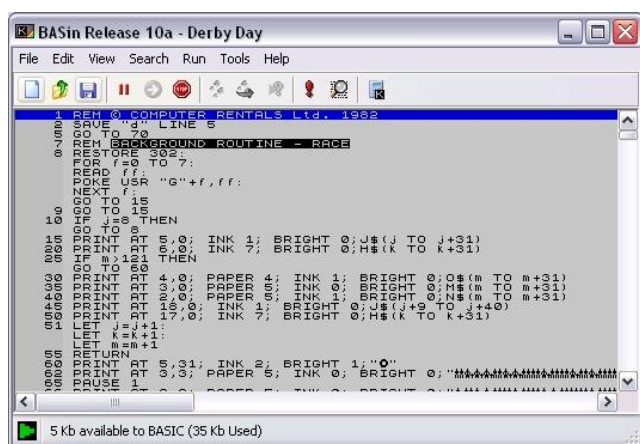 BASin Release 10a - Derby Day
File Edit View Search Run Tools Help
1 REM © COMPUTER RENTALS Ltd. 1982
2 SAVE "d" LINE 5
5 GO TO 70
7 REM BACKGROUND ROUTINE - RACE
8 RESTORE 302:
FOR f=0 TO 7:
READ ff:
POKE USR "G"+f,ff:
NEXT f:
GO TO 15
9 GO TO 15
10 IF j=8 THEN
GO TO 8
15 PRINT AT 5,0; INK 1; BRIGHT 0;J$(j TO j+31)
20 PRINT AT 6,0; INK 7; BRIGHT 0;H$(k TO k+31)
25 IF m>121 THEN
GO TO 60
30 PRINT AT 4,0; PAPER 4; INK 1; BRIGHT 0;O$(m TO m+31)
35 PRINT AT 3,0; PAPER 5; INK 0; BRIGHT 0;M$(m TO m+31)
40 PRINT AT 2,0; PAPER 5; INK 0; BRIGHT 0;N$(m TO m+31)
45 PRINT AT 18,0; INK 1; BRIGHT 0;J$(j+9 TO j+40)
50 PRINT AT 17,0; INK 7; BRIGHT 0;H$(k TO k+31)
51 LET j=j+1:
LET k=k+1:
LET m=m+1
55 RETURN
60 PRINT AT 5,31; INK 2; BRIGHT 1;"O"
62 PRINT AT 3,3; PAPER 5; INK 0; BRIGHT 0;"
65 PAUSE 1
5 Kb available to BASIC (35 Kb Used)